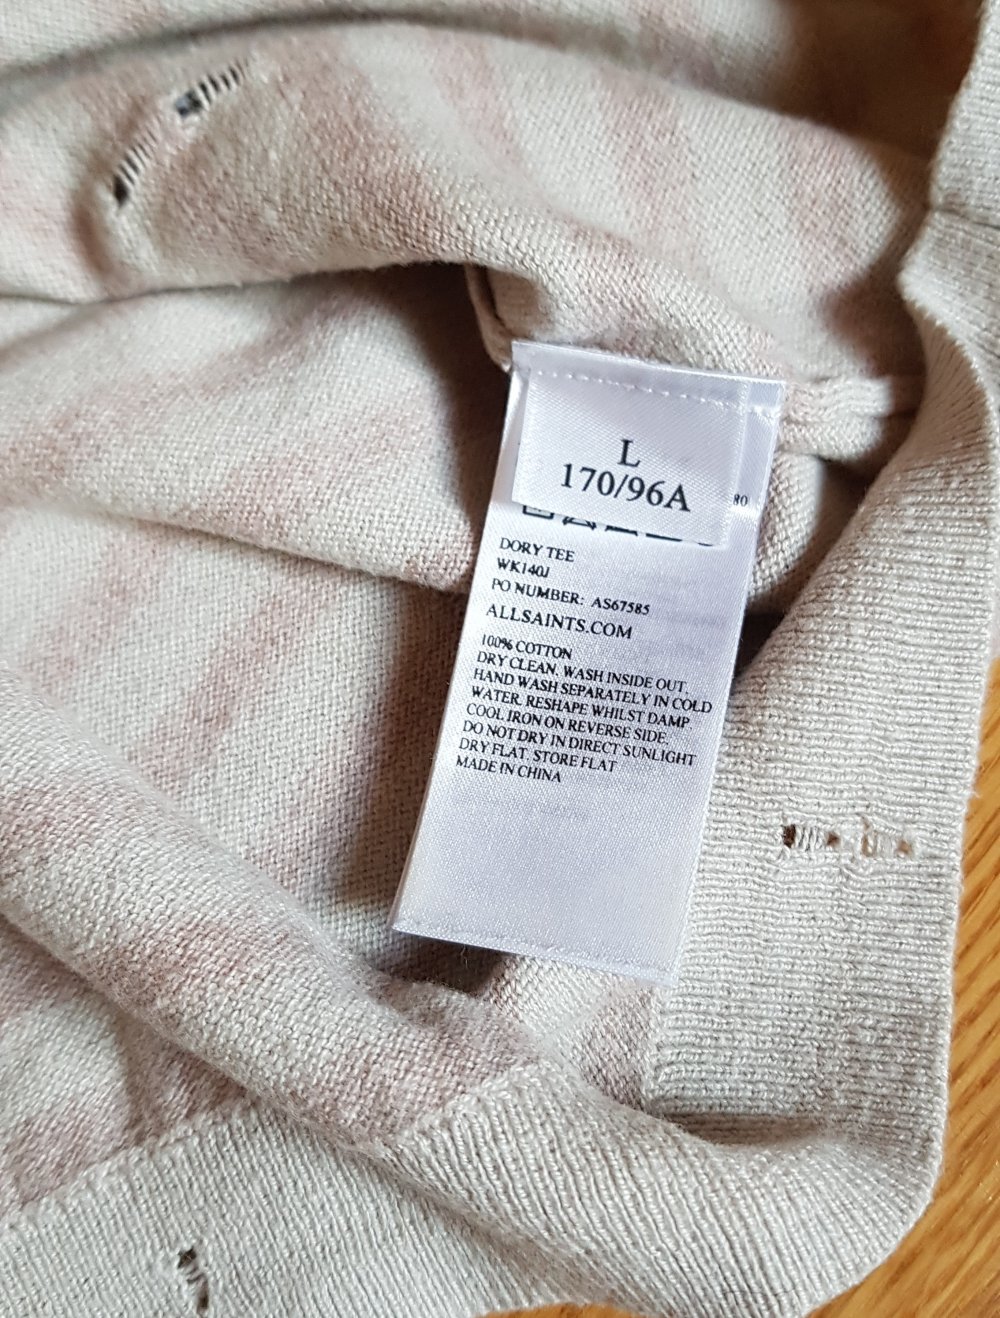 L
170/96A
80
DORY TEE
WK140J
PO NUMBER: AS67585
ALLSAINTS.COM
100% COTTON
DRY CLEAN. WASH INSIDE OUT.
HAND WASH SEPARATELY IN COLD
WATER. RESHAPE WHILST DAMP.
COOL IRON ON REVERSE SIDE.
DO NOT DRY IN DIRECT SUNLIGHT
DRY FLAT. STORE FLAT
MADE IN CHINA